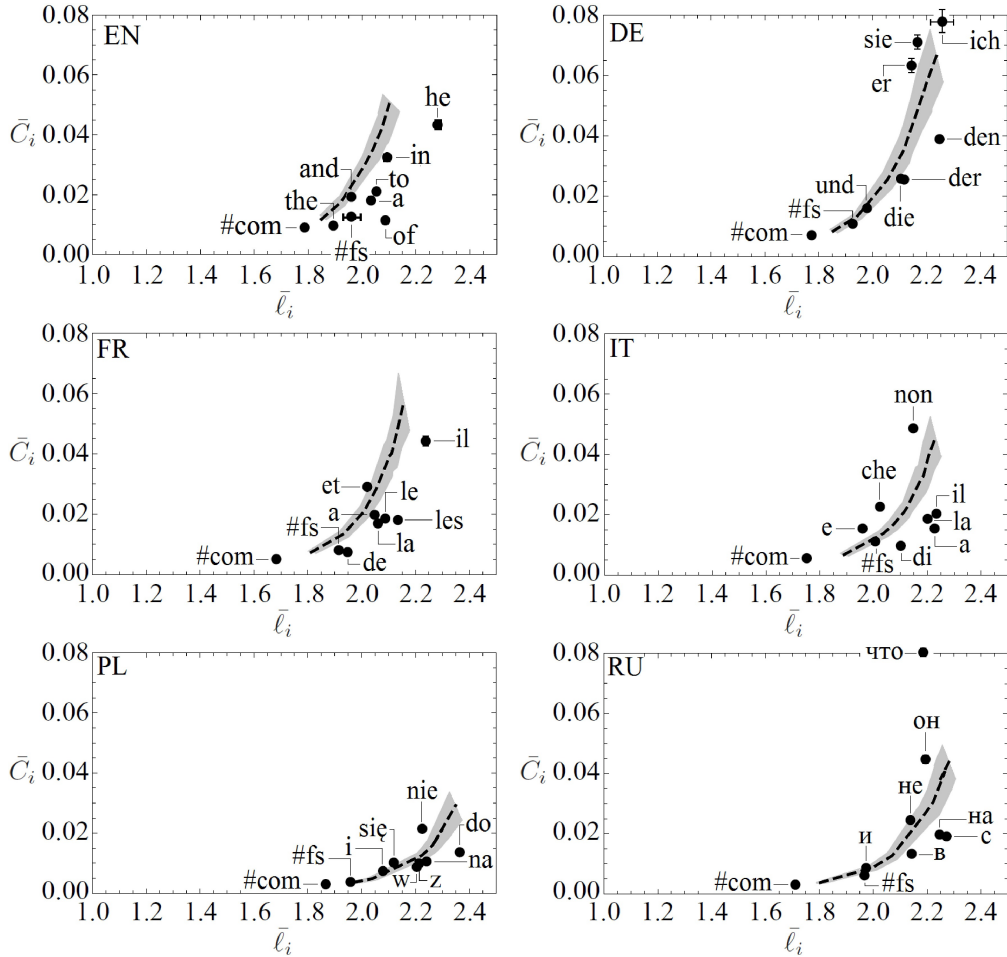 EN
0.08
0.06
0.04
0.02
0.00
C̄ᵢ
he
in
and
to
the
a
#com
#fs
of
1.0 1.2 1.4 1.6 1.8 2.0 2.2 2.4
ℓ̄ᵢ
DE
0.08
0.06
0.04
0.02
0.00
C̄ᵢ
sie
ich
er
den
und
der
#fs
die
#com
1.0 1.2 1.4 1.6 1.8 2.0 2.2 2.4
ℓ̄ᵢ
FR
0.08
0.06
0.04
0.02
0.00
C̄ᵢ
il
et
le
a
les
#fs
la
#com
de
1.0 1.2 1.4 1.6 1.8 2.0 2.2 2.4
ℓ̄ᵢ
IT
0.08
0.06
0.04
0.02
0.00
C̄ᵢ
non
che
il
e
la
a
#com
#fs
di
1.0 1.2 1.4 1.6 1.8 2.0 2.2 2.4
ℓ̄ᵢ
PL
0.08
0.06
0.04
0.02
0.00
C̄ᵢ
nie
do
się
i
#fs
na
#com
w
z
1.0 1.2 1.4 1.6 1.8 2.0 2.2 2.4
ℓ̄ᵢ
RU
0.08
0.06
0.04
0.02
0.00
C̄ᵢ
что
он
не
на
с
и
в
#com
#fs
1.0 1.2 1.4 1.6 1.8 2.0 2.2 2.4
ℓ̄ᵢ